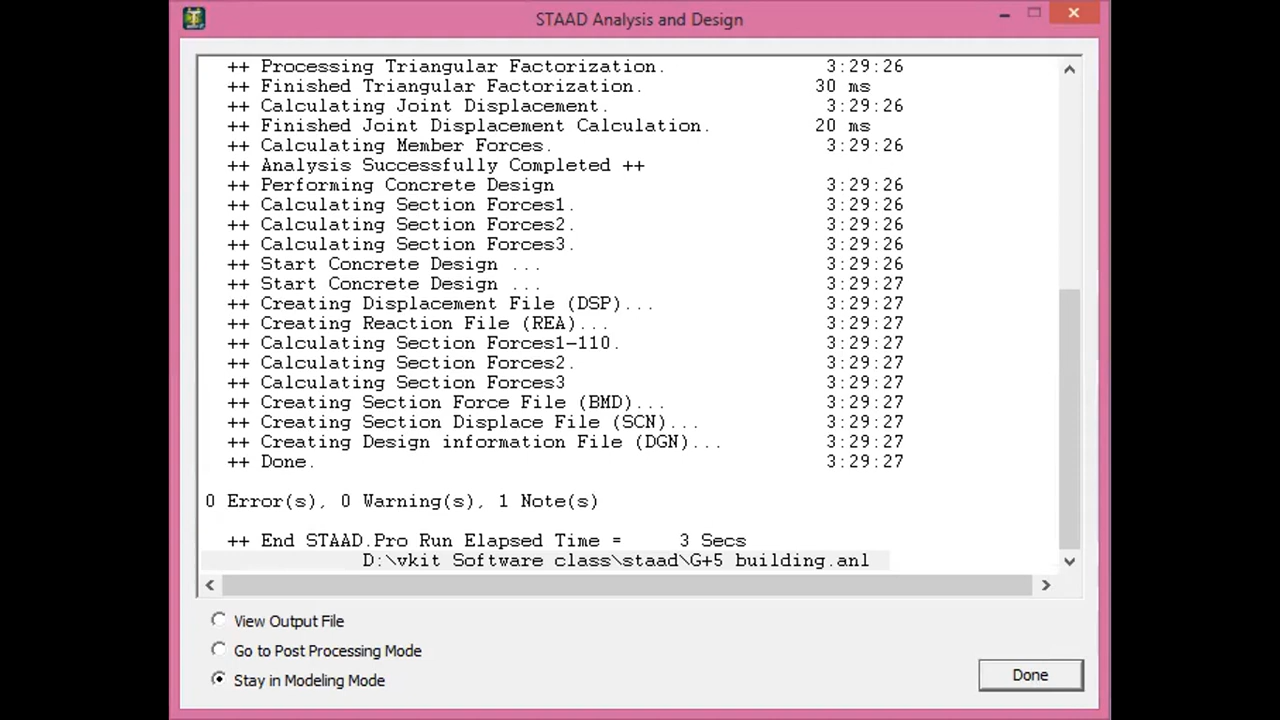 STAAD Analysis and Design
++ Processing Triangular Factorization. 3:29:26
++ Finished Triangular Factorization. 30 ms
++ Calculating Joint Displacement. 3:29:26
++ Finished Joint Displacement Calculation. 20 ms
++ Calculating Member Forces. 3:29:26
++ Analysis Successfully Completed ++
++ Performing Concrete Design 3:29:26
++ Calculating Section Forces1. 3:29:26
++ Calculating Section Forces2. 3:29:26
++ Calculating Section Forces3. 3:29:26
++ Start Concrete Design ... 3:29:26
++ Start Concrete Design ... 3:29:27
++ Creating Displacement File (DSP)... 3:29:27
++ Creating Reaction File (REA)... 3:29:27
++ Calculating Section Forces1-110. 3:29:27
++ Calculating Section Forces2. 3:29:27
++ Calculating Section Forces3 3:29:27
++ Creating Section Force File (BMD)... 3:29:27
++ Creating Section Displace File (SCN)... 3:29:27
++ Creating Design information File (DGN)... 3:29:27
++ Done. 3:29:27
0 Error(s), 0 Warning(s), 1 Note(s)
++ End STAAD.Pro Run Elapsed Time = 3 Secs
D:\vkit Software class\staad\G+5 building.anl
View Output File
Go to Post Processing Mode
Stay in Modeling Mode
Done